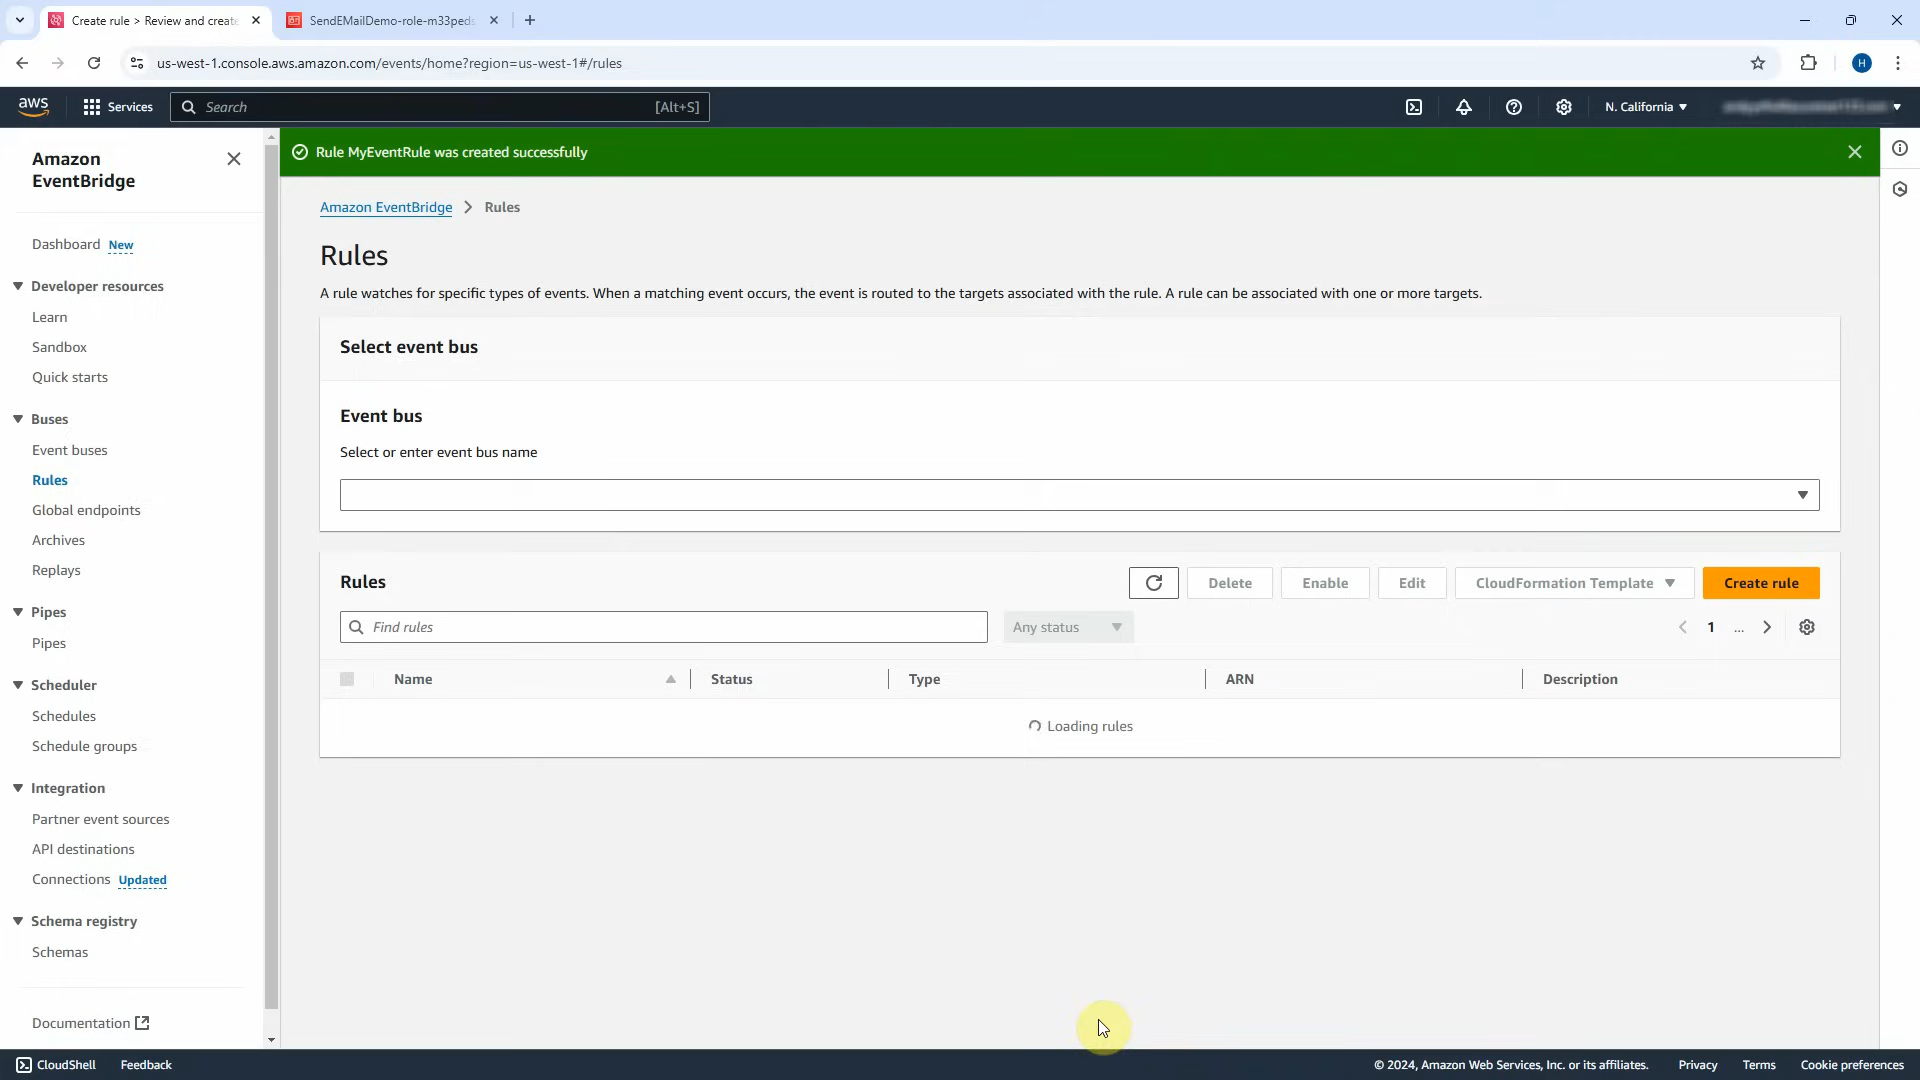 Create rule > Review and create
SendEMailDemo-role-m33peds
us-west-1.console.aws.amazon.com/events/home?region=us-west-1#/rules
H
aws
Services
Search
[Alt+S]
N. California
Amazon
EventBridge
Dashboard New
Developer resources
Learn
Sandbox
Quick starts
Buses
Event buses
Rules
Global endpoints
Archives
Replays
Pipes
Pipes
Scheduler
Schedules
Schedule groups
Integration
Partner event sources
API destinations
Connections Updated
Schema registry
Schemas
Documentation
Rule MyEventRule was created successfully
Amazon EventBridge > Rules
Rules
A rule watches for specific types of events. When a matching event occurs, the event is routed to the targets associated with the rule. A rule can be associated with one or more targets.
Select event bus
Event bus
Select or enter event bus name
Rules
Delete
Enable
Edit
CloudFormation Template
Create rule
Find rules
Any status
1
...
Name
Status
Type
ARN
Description
Loading rules
CloudShell
Feedback
© 2024, Amazon Web Services, Inc. or its affiliates.
Privacy
Terms
Cookie preferences